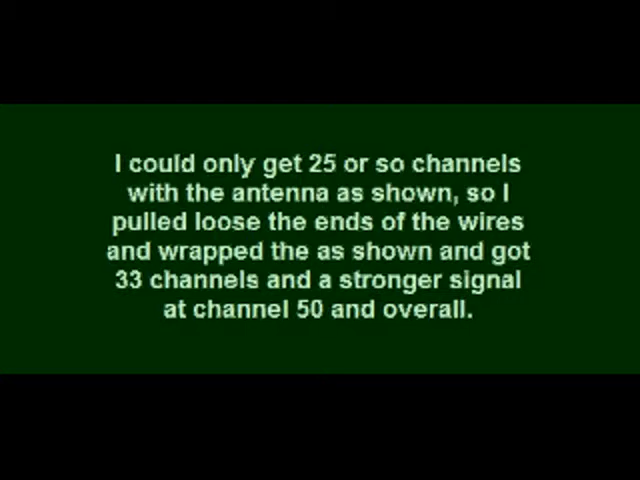 I could only get 25 or so channels
with the antenna as shown, so I
pulled loose the ends of the wires
and wrapped the as shown and got
33 channels and a stronger signal
at channel 50 and overall.